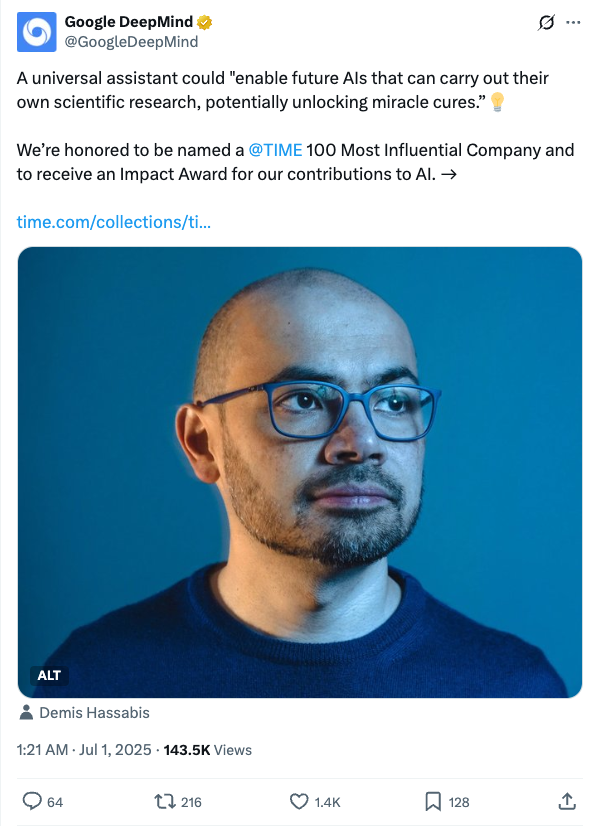 Google DeepMind
@GoogleDeepMind
A universal assistant could "enable future AIs that can carry out their
own scientific research, potentially unlocking miracle cures.” 💡
We’re honored to be named a @TIME 100 Most Influential Company and
to receive an Impact Award for our contributions to AI. →
time.com/collections/ti...
ALT
Demis Hassabis
1:21 AM · Jul 1, 2025 · 143.5K Views
64 216 1.4K 128